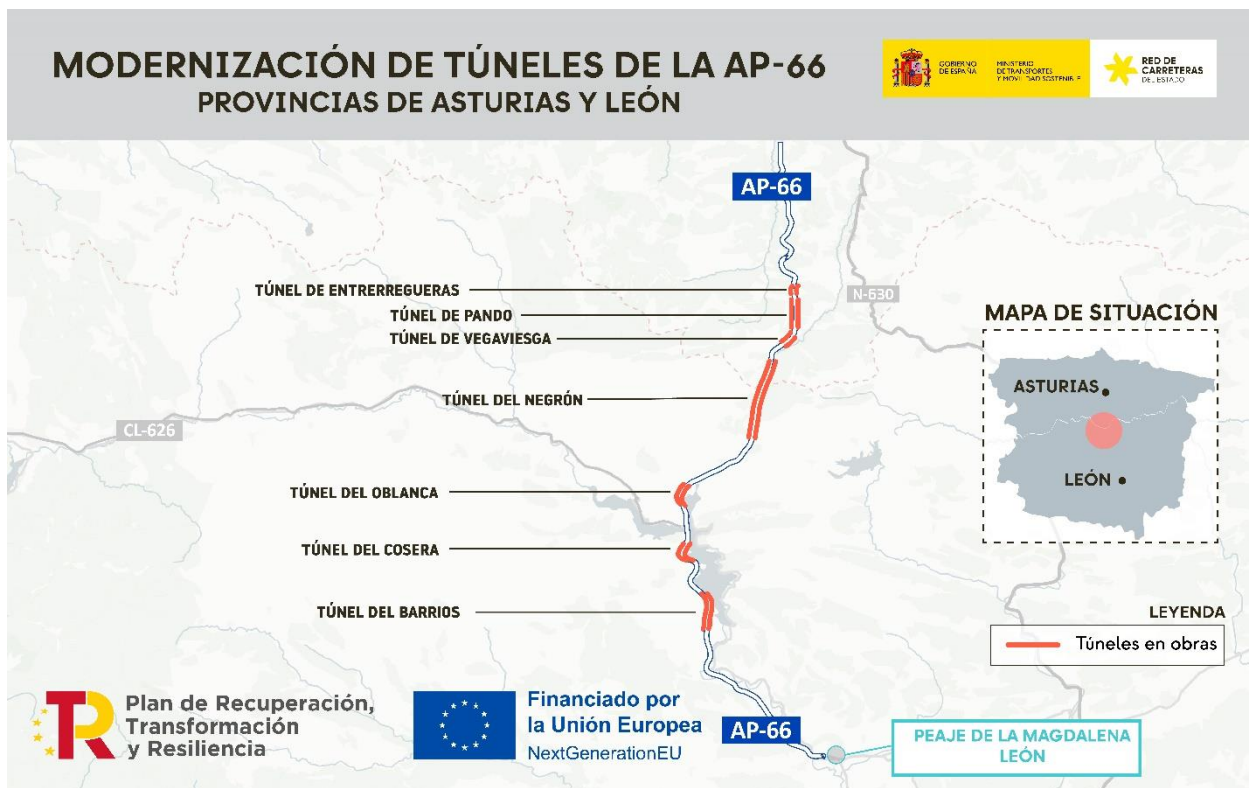 MODERNIZACIÓN DE TÚNELES DE LA AP-66
PROVINCIAS DE ASTURIAS Y LEÓN
GOBIERNO
DE ESPAÑA
MINISTERIO
DE TRANSPORTES
Y MOVILIDAD SOSTENIBLE
RED DE
CARRETERAS
DEL ESTADO
AP-66
TÚNEL DE ENTRERREGUERAS
N-630
TÚNEL DE PANDO
MAPA DE SITUACIÓN
TÚNEL DE VEGAVIESGA
ASTURIAS
TÚNEL DEL NEGRÓN
CL-626
LEÓN
TÚNEL DEL OBLANCA
TÚNEL DEL COSERA
TÚNEL DEL BARRIOS
LEYENDA
Túneles en obras
TR
Plan de Recuperación,
Transformación
y Resiliencia
Financiado por
la Unión Europea
NextGenerationEU
AP-66
PEAJE DE LA MAGDALENA
LEÓN